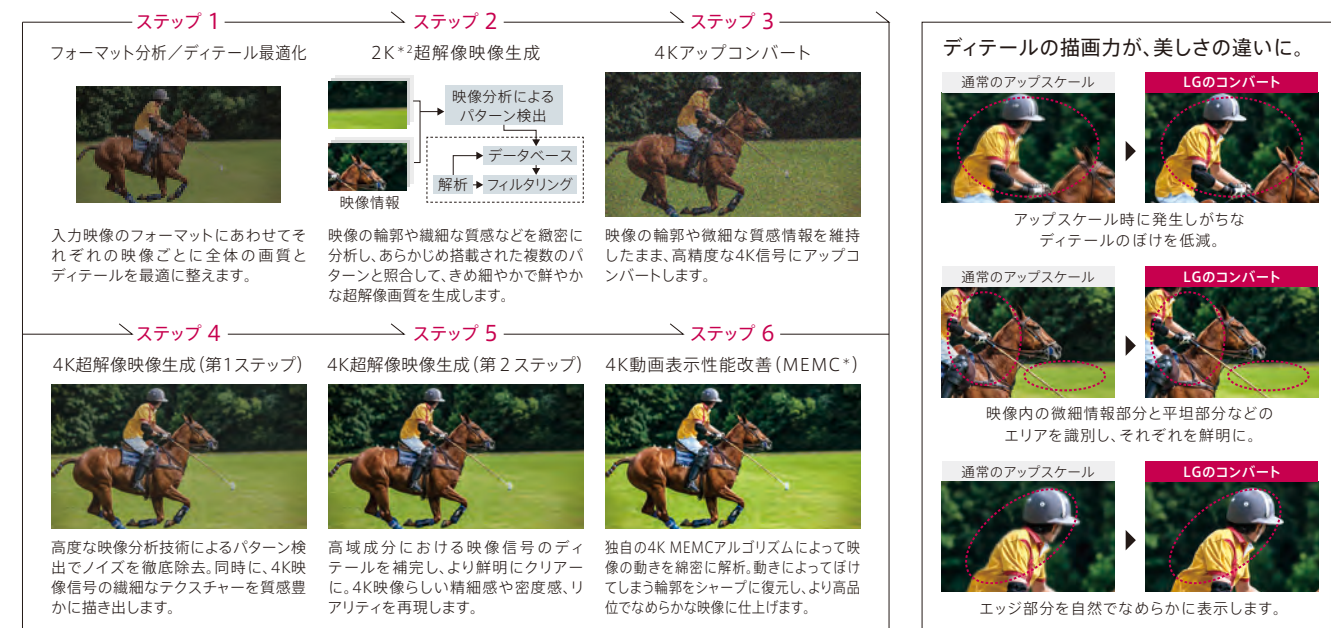 ステップ 1
フォーマット分析／ディテール最適化
入力映像のフォーマットにあわせてそ
れぞれの映像ごとに全体の画質と
ディテールを最適に整えます。
ステップ 2
2K*2超解像映像生成
映像情報
映像分析による
パターン検出
データベース
解析
フィルタリング
映像の輪郭や繊細な質感などを緻密に
分析し、あらかじめ搭載された複数のパ
ターンと照合して、きめ細やかで鮮やか
な超解像画質を生成します。
ステップ 3
4Kアップコンバート
映像の輪郭や微細な質感情報を維持
したまま、高精度な4K信号にアップコ
ンバートします。
ステップ 4
4K超解像映像生成（第1ステップ）
高度な映像分析技術によるパターン検
出でノイズを徹底除去。同時に、4K映
像信号の繊細なテクスチャーを質感豊
かに描き出します。
ステップ 5
4K超解像映像生成（第２ステップ）
高域成分における映像信号のディ
テールを補完し、より鮮明にクリアー
に。4K映像らしい精細感や密度感、リ
アリティを再現します。
ステップ 6
4K動画表示性能改善（MEMC*）
独自の4K MEMCアルゴリズムによって映
像の動きを綿密に解析。動きによってぼけ
てしまう輪郭をシャープに復元し、より高品
位でなめらかな映像に仕上げます。
ディテールの描画力が、美しさの違いに。
通常のアップスケール
LGのコンバート
アップスケール時に発生しがちな
ディテールのぼけを低減。
通常のアップスケール
LGのコンバート
映像内の微細情報部分と平坦部分などの
エリアを識別し、それぞれを鮮明に。
通常のアップスケール
LGのコンバート
エッジ部分を自然でなめらかに表示します。